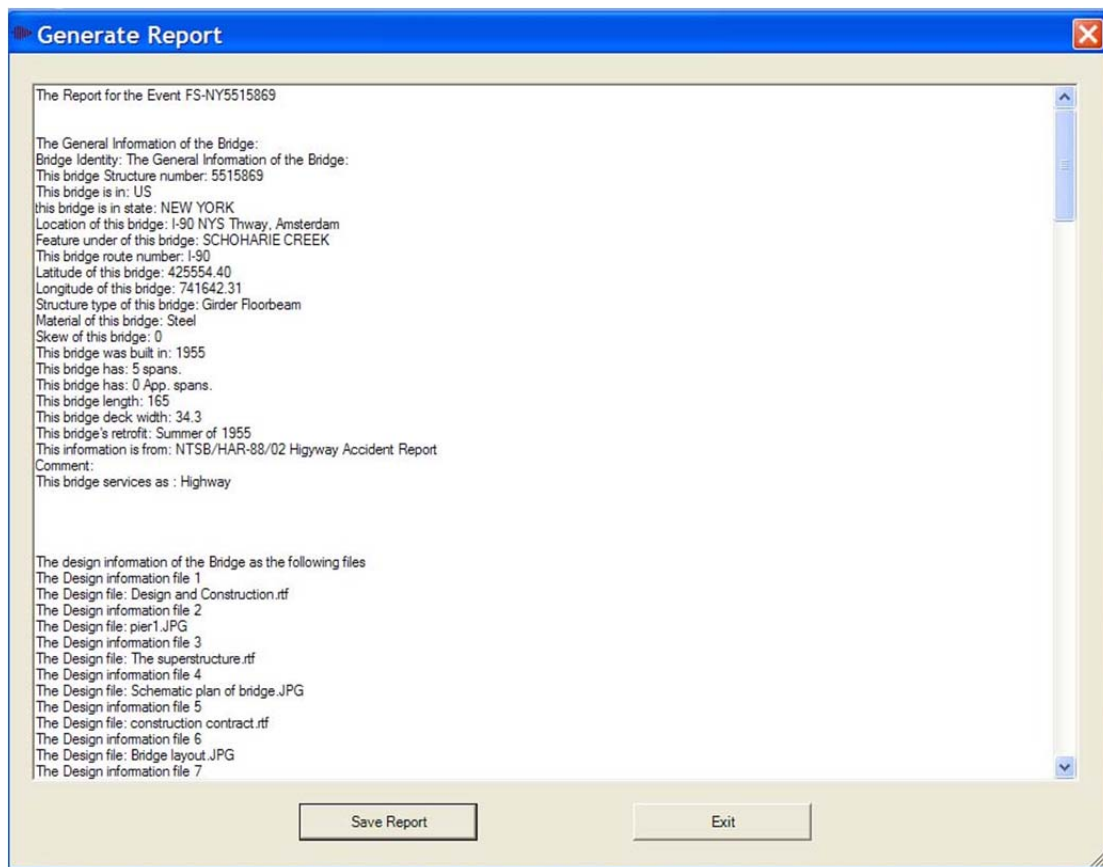 Generate Report
The Report for the Event FS-NY5515869
The General Information of the Bridge:
Bridge Identity: The General Information of the Bridge:
This bridge Structure number: 5515869
This bridge is in: US
this bridge is in state: NEW YORK
Location of this bridge: I-90 NYS Thway, Amsterdam
Feature under of this bridge: SCHOHARIE CREEK
This bridge route number: I-90
Latitude of this bridge: 425554.40
Longitude of this bridge: 741642.31
Structure type of this bridge: Girder Floorbeam
Material of this bridge: Steel
Skew of this bridge: 0
This bridge was built in: 1955
This bridge has: 5 spans.
This bridge has: 0 App. spans.
This bridge length: 165
This bridge deck width: 34.3
This bridge's retrofit: Summer of 1955
This information is from: NTSB/HAR-88/02 Higyway Accident Report
Comment:
This bridge services as : Highway
The design information of the Bridge as the following files
The Design information file 1
The Design file: Design and Construction.rtf
The Design information file 2
The Design file: pier1.JPG
The Design information file 3
The Design file: The superstructure.rtf
The Design information file 4
The Design file: Schematic plan of bridge.JPG
The Design information file 5
The Design file: construction contract.rtf
The Design information file 6
The Design file: Bridge layout.JPG
The Design information file 7
Save Report
Exit